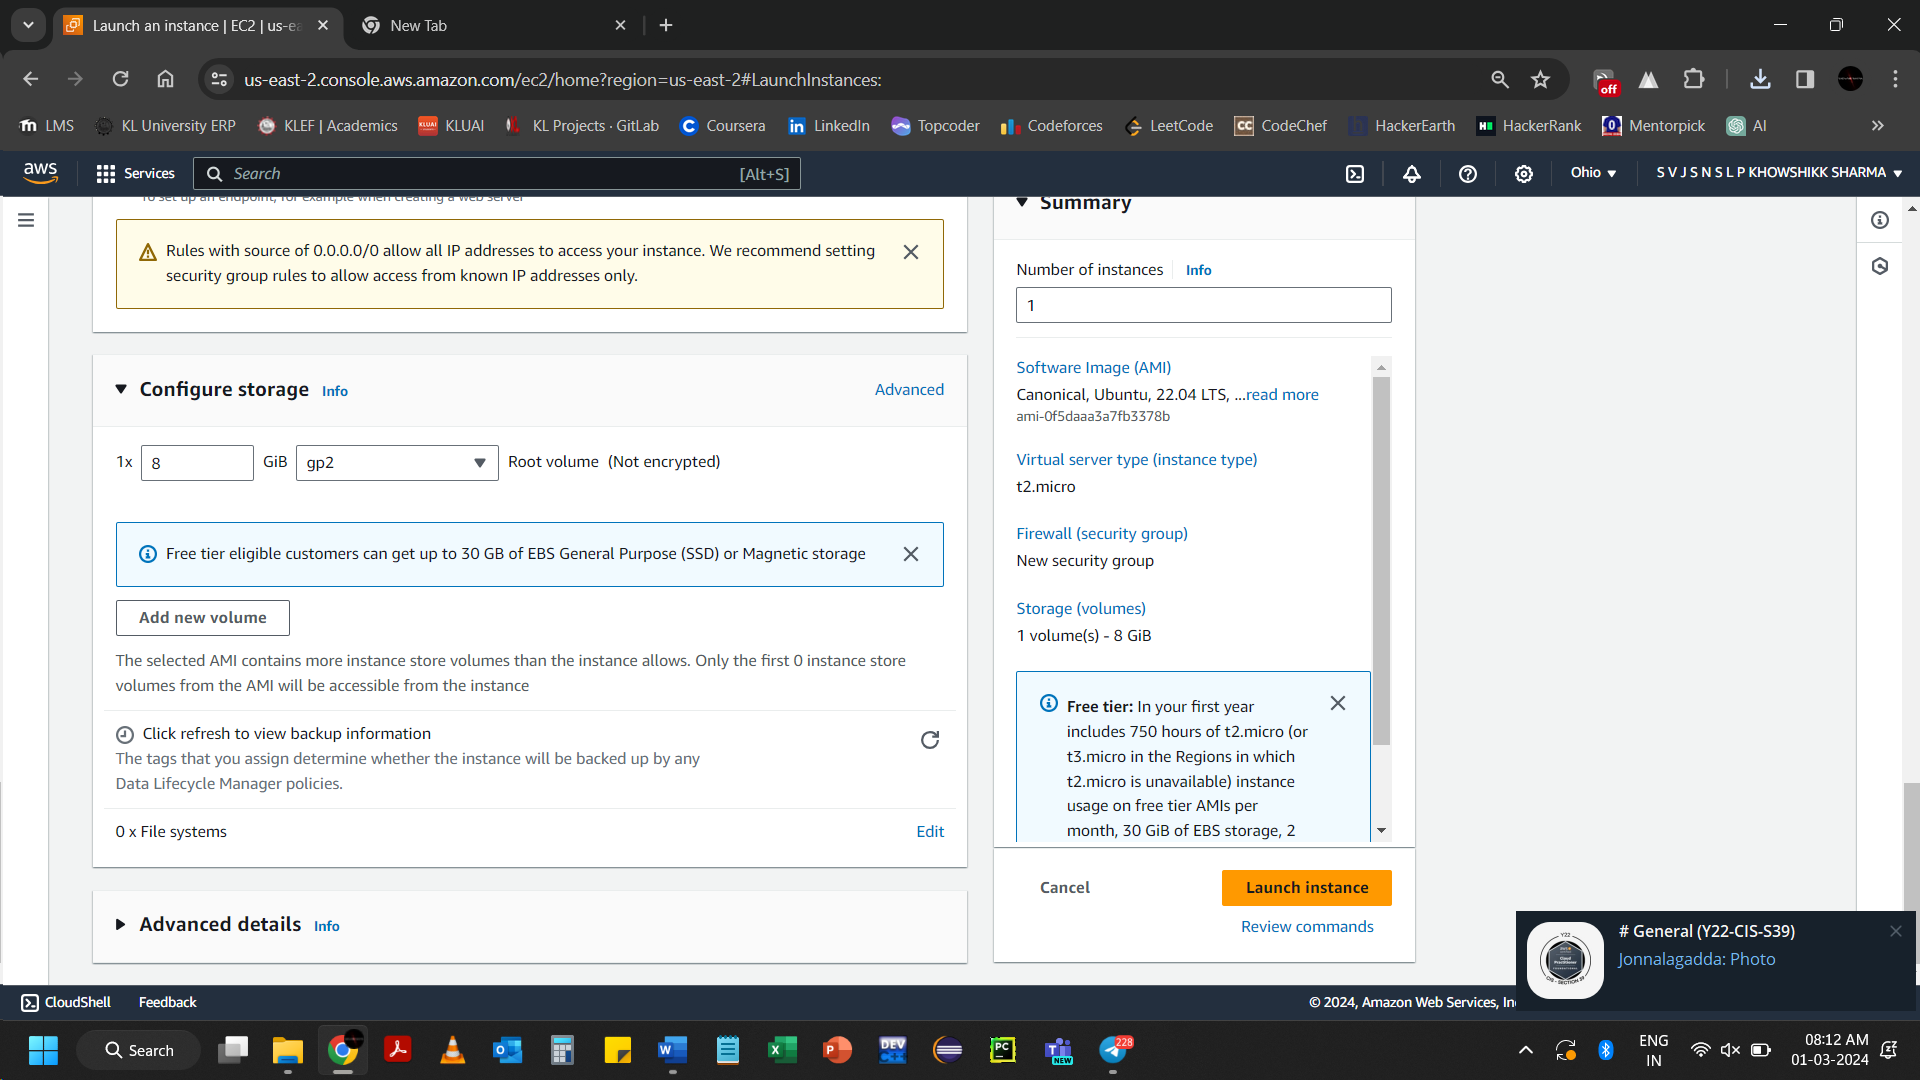 Launch an instance | EC2 | us-ea
New Tab
us-east-2.console.aws.amazon.com/ec2/home?region=us-east-2#LaunchInstances:
off
LMS
KL University ERP
KLEF | Academics
KLUAI
KL Projects · GitLab
Coursera
LinkedIn
Topcoder
Codeforces
LeetCode
CodeChef
HackerEarth
HackerRank
Mentorpick
AI
aws
Services
Search
[Alt+S]
Ohio
S V J S N S L P KHOWSHIKK SHARMA
To set up an endpoint, for example when creating a web server
Rules with source of 0.0.0.0/0 allow all IP addresses to access your instance. We recommend setting
security group rules to allow access from known IP addresses only.
Configure storage Info
Advanced
1x 8 GiB gp2 Root volume (Not encrypted)
Free tier eligible customers can get up to 30 GB of EBS General Purpose (SSD) or Magnetic storage
Add new volume
The selected AMI contains more instance store volumes than the instance allows. Only the first 0 instance store
volumes from the AMI will be accessible from the instance
Click refresh to view backup information
The tags that you assign determine whether the instance will be backed up by any
Data Lifecycle Manager policies.
0 x File systems
Edit
Advanced details Info
Summary
Number of instances Info
1
Software Image (AMI)
Canonical, Ubuntu, 22.04 LTS, ...read more
ami-0f5daaa3a7fb3378b
Virtual server type (instance type)
t2.micro
Firewall (security group)
New security group
Storage (volumes)
1 volume(s) - 8 GiB
Free tier: In your first year
includes 750 hours of t2.micro (or
t3.micro in the Regions in which
t2.micro is unavailable) instance
usage on free tier AMIs per
month, 30 GiB of EBS storage, 2
Cancel
Launch instance
Review commands
# General (Y22-CIS-S39)
Jonnalagadda: Photo
CloudShell
Feedback
© 2024, Amazon Web Services, In
Search
228
ENG
IN
08:12 AM
01-03-2024